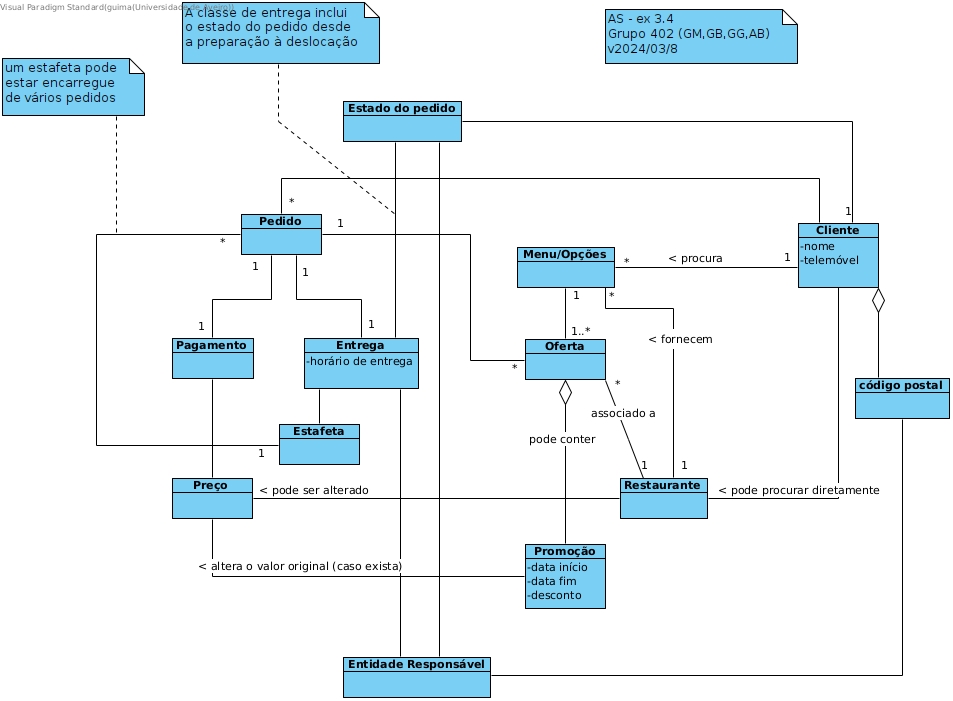 Visual Paradigm Standard(guima(Universidade de Aveiro))
A classe de entrega inclui
o estado do pedido desde
a preparação à deslocação
AS - ex 3.4
Grupo 402 (GM,GB,GG,AB)
v2024/03/8
um estafeta pode
estar encarregue
de vários pedidos
Estado do pedido
*
1
Pedido
1
Cliente
-nome
-telemóvel
*
Menu/Opções
*
< procura
1
1
1
1
*
1
1
1..*
< fornecem
Pagamento
Entrega
-horário de entrega
Oferta
*
*
código postal
associado a
Estafeta
pode conter
1
1
1
Preço
< pode ser alterado
Restaurante
< pode procurar diretamente
Promoção
-data início
-data fim
-desconto
< altera o valor original (caso exista)
Entidade Responsável